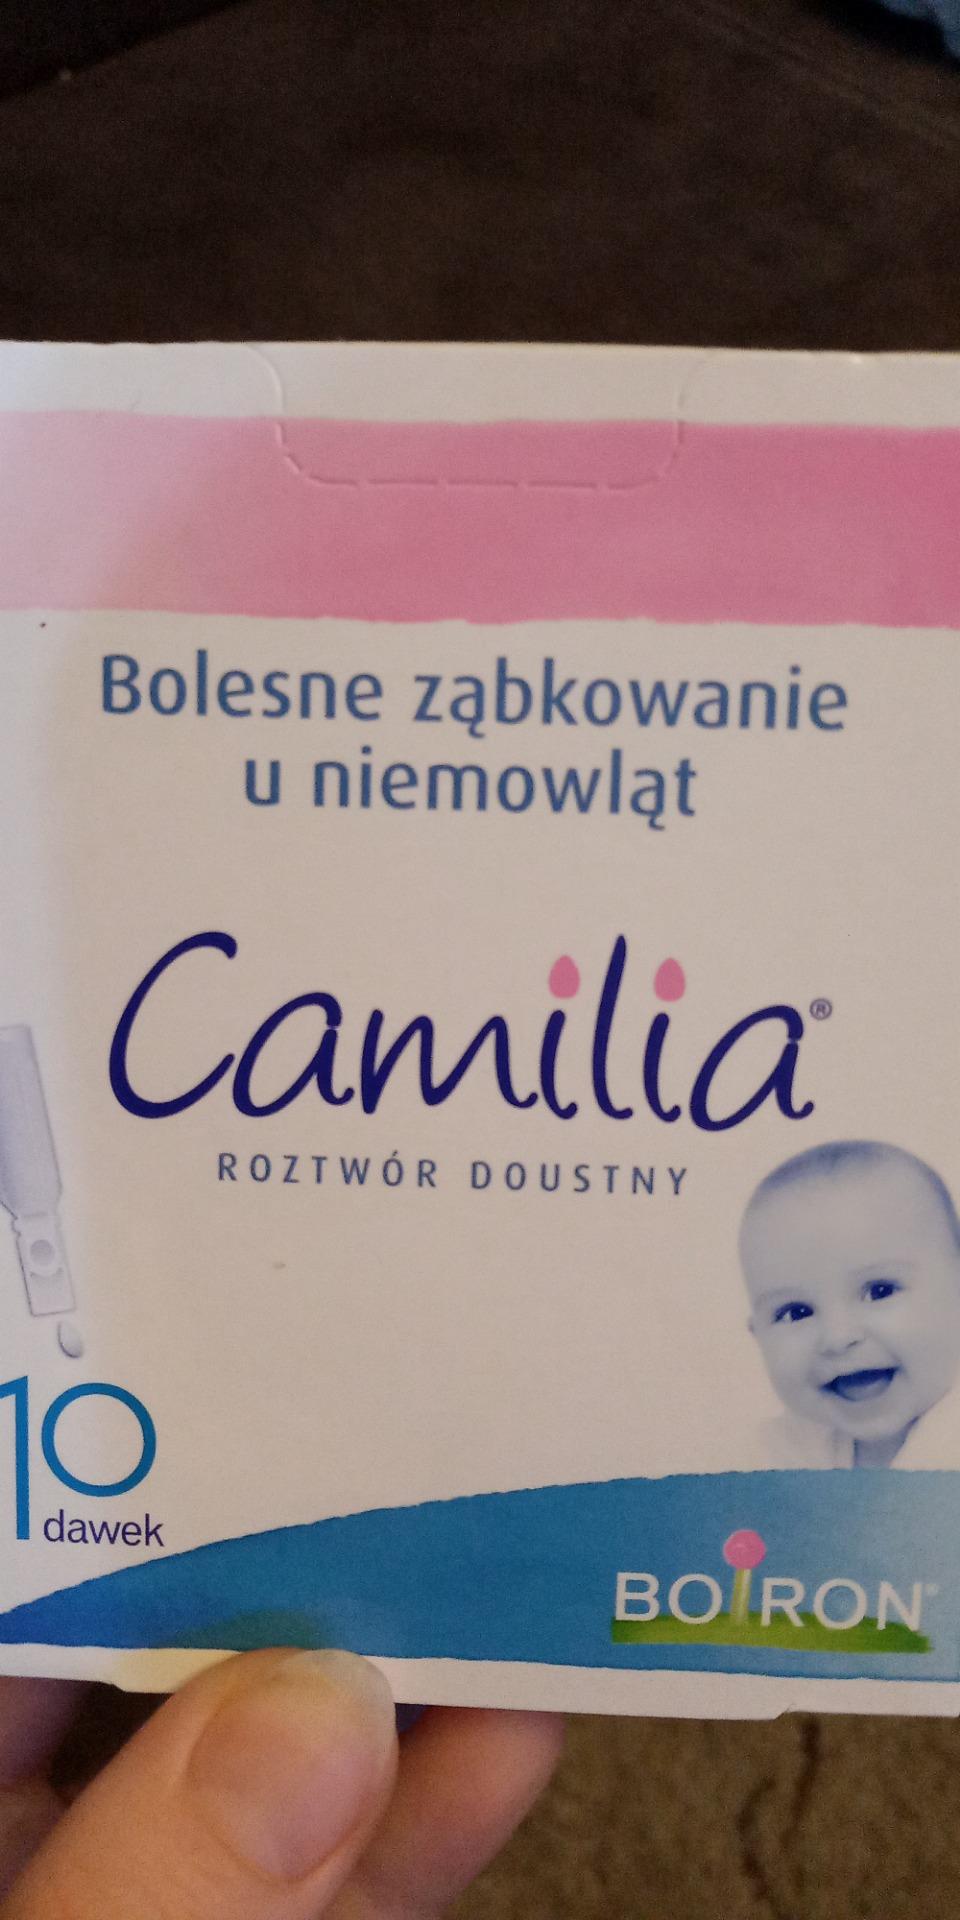 Bolesne ząbkowanie
u niemowląt
Camilia®
ROZTWÓR DOUSTNY
10
dawek
BOIRON®